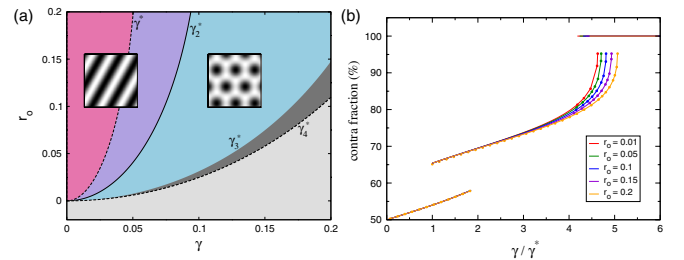 (a)
0.2
0.15
0.1
0.05
0
r₀
γ*
γ₂*
γ₃*
γ₄*
0
0.05
0.1
0.15
0.2
γ
(b)
100
90
80
70
60
50
contra fraction (%)
r₀ = 0.01
r₀ = 0.05
r₀ = 0.1
r₀ = 0.15
r₀ = 0.2
0
1
2
3
4
5
6
γ / γ*